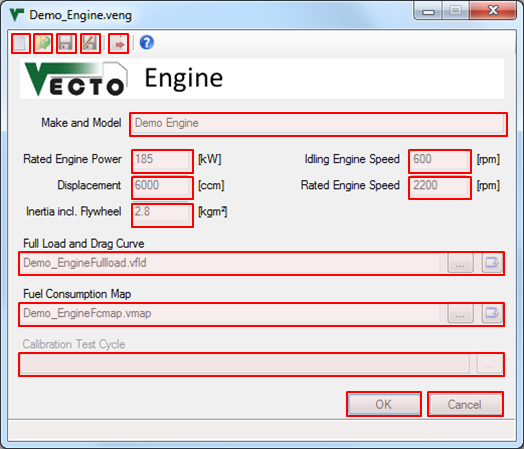 Demo_Engine.veng
VECTO Engine
Make and Model Demo Engine
Rated Engine Power 185 [kW] Idling Engine Speed 600 [rpm]
Displacement 6000 [ccm] Rated Engine Speed 2200 [rpm]
Inertia incl. Flywheel 2.8 [kgm²]
Full Load and Drag Curve
Demo_EngineFullload.vfld ...
Fuel Consumption Map
Demo_EngineFcmap.vmap ...
Calibration Test Cycle
...
OK Cancel